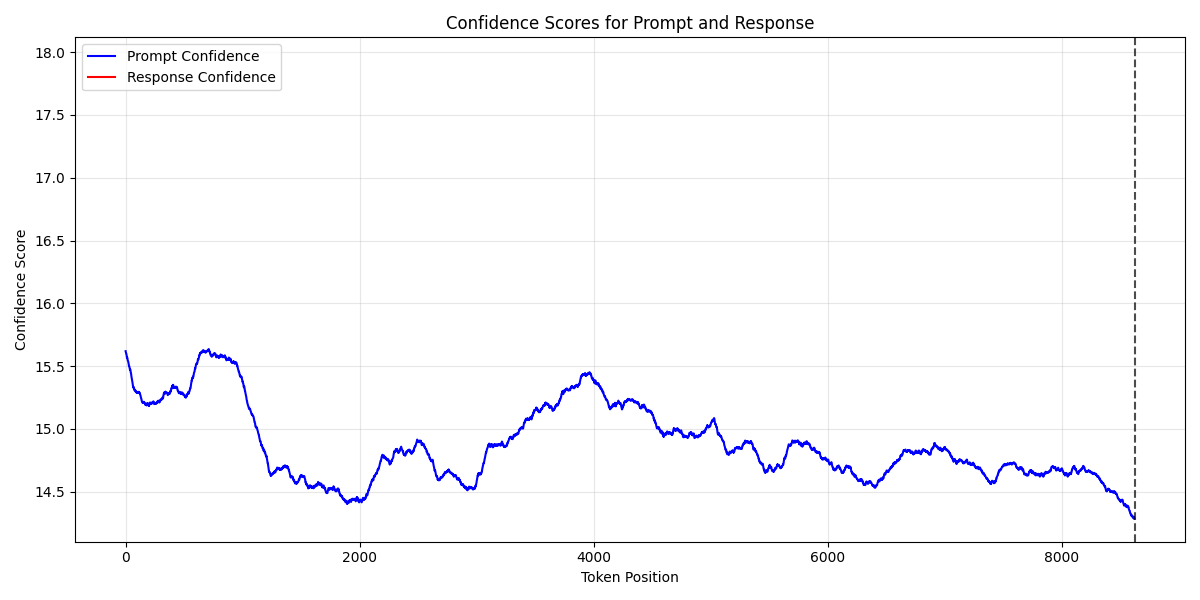 Confidence Scores for Prompt and Response
Prompt Confidence
Response Confidence
Confidence Score
18.0
17.5
17.0
16.5
16.0
15.5
15.0
14.5
0 2000 4000 6000 8000
Token Position